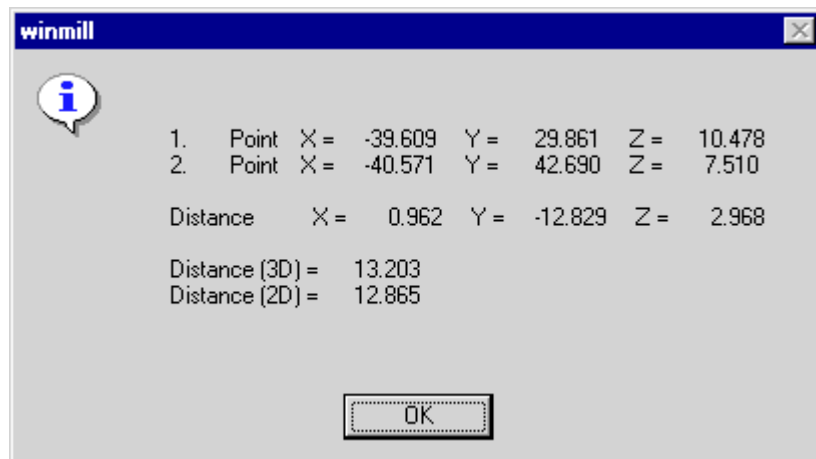 winmill
1. Point X = -39.609 Y = 29.861 Z = 10.478
2. Point X = -40.571 Y = 42.690 Z = 7.510
Distance X = 0.962 Y = -12.829 Z = 2.968
Distance (3D) = 13.203
Distance (2D) = 12.865
OK